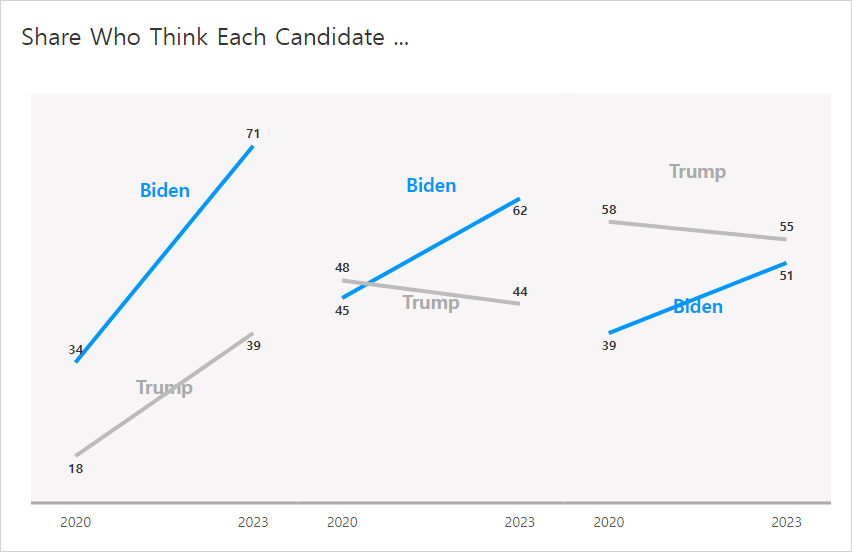 Share Who Think Each Candidate ...
71
Biden
34
Trump
39
18
Biden
62
48
45
Trump
44
Trump
58
55
Biden
51
39
2020 2023 2020 2023 2020 2023